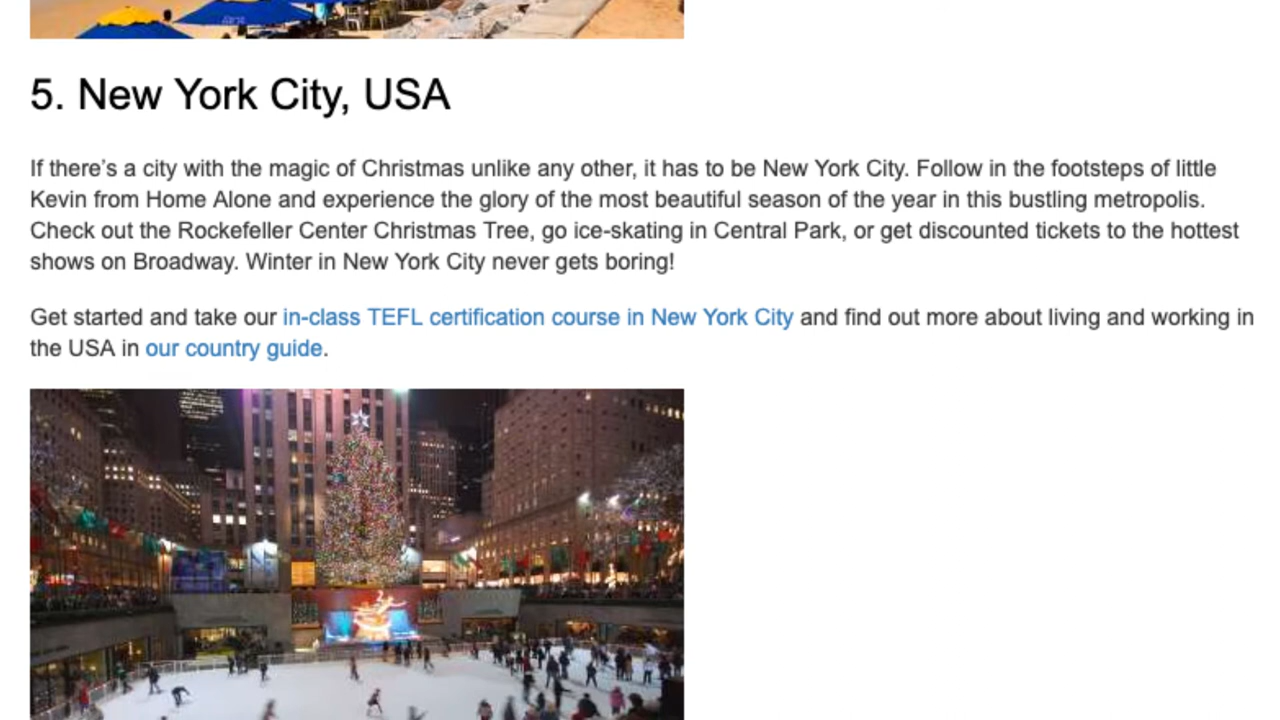 5. New York City, USA
If there’s a city with the magic of Christmas unlike any other, it has to be New York City. Follow in the footsteps of little
Kevin from Home Alone and experience the glory of the most beautiful season of the year in this bustling metropolis.
Check out the Rockefeller Center Christmas Tree, go ice-skating in Central Park, or get discounted tickets to the hottest
shows on Broadway. Winter in New York City never gets boring!
Get started and take our in-class TEFL certification course in New York City and find out more about living and working in
the USA in our country guide.